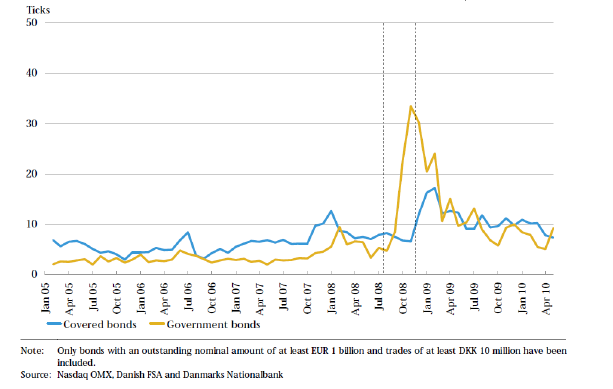 Ticks
50
40
30
20
10
0
Jan 05
Apr 05
Jul 05
Oct 05
Jan 06
Apr 06
Jul 06
Oct 06
Jan 07
Apr 07
Jul 07
Oct 07
Jan 08
Apr 08
Jul 08
Oct 08
Jan 09
Apr 09
Jul 09
Oct 09
Jan 10
Apr 10
Covered bonds Government bonds
Note: Only bonds with an outstanding nominal amount of at least EUR 1 billion and trades of at least DKK 10 million have been
included.
Source: Nasdaq OMX, Danish FSA and Danmarks Nationalbank